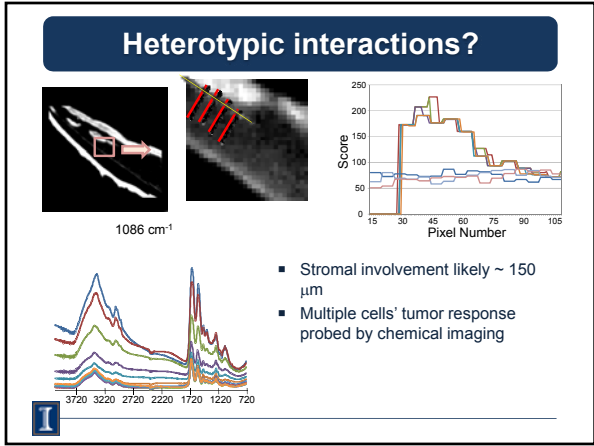 Heterotypic interactions?
1086 cm-1
250
200
150
100
50
0
Score
15 30 45 60 75 90 105
Pixel Number
▪ Stromal involvement likely ~ 150
μm
▪ Multiple cells' tumor response
probed by chemical imaging
3720 3220 2720 2220 1720 1220 720
I